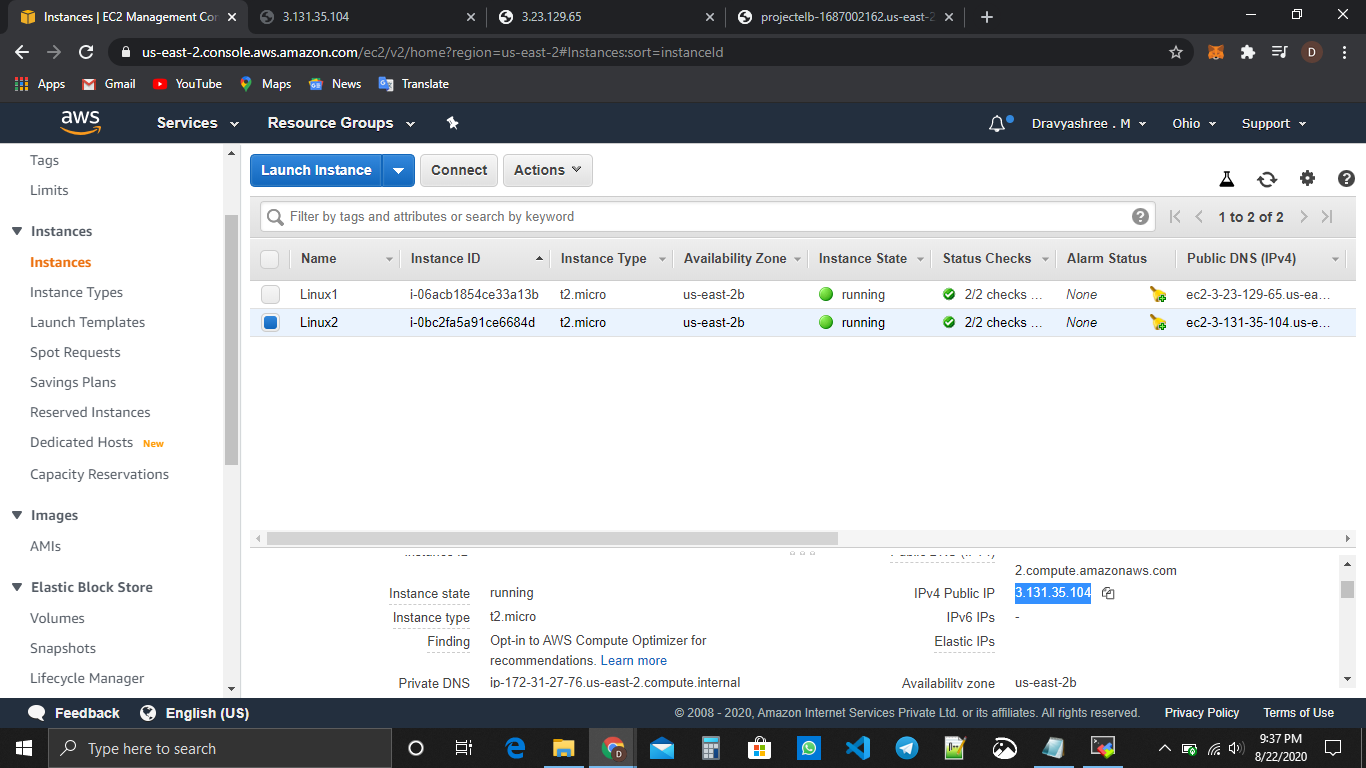 Instances | EC2 Management Con
3.131.35.104
3.23.129.65
projectelb-1687002162.us-east-2
us-east-2.console.aws.amazon.com/ec2/v2/home?region=us-east-2#Instances:sort=instanceId
D
Apps Gmail YouTube Maps News Translate
aws Services Resource Groups Dravyashree . M Ohio Support
Tags
Limits
Instances
Instances
Instance Types
Launch Templates
Spot Requests
Savings Plans
Reserved Instances
Dedicated Hosts New
Capacity Reservations
Images
AMIs
Elastic Block Store
Volumes
Snapshots
Lifecycle Manager
Launch Instance Connect Actions
Filter by tags and attributes or search by keyword 1 to 2 of 2
Name Instance ID Instance Type Availability Zone Instance State Status Checks Alarm Status Public DNS (IPv4)
Linux1 i-06acb1854ce33a13b t2.micro us-east-2b running 2/2 checks ... None ec2-3-23-129-65.us-ea...
Linux2 i-0bc2fa5a91ce6684d t2.micro us-east-2b running 2/2 checks ... None ec2-3-131-35-104.us-e...
Instance ID Public DNS (IPv4)
2.compute.amazonaws.com
Instance state running IPv4 Public IP 3.131.35.104
Instance type t2.micro IPv6 IPs -
Finding Opt-in to AWS Compute Optimizer for Elastic IPs
recommendations. Learn more
Private DNS ip-172-31-27-76.us-east-2.compute.internal Availability zone us-east-2b
Feedback English (US) © 2008 - 2020, Amazon Internet Services Private Ltd. or its affiliates. All rights reserved. Privacy Policy Terms of Use
Type here to search
9:37 PM
8/22/2020